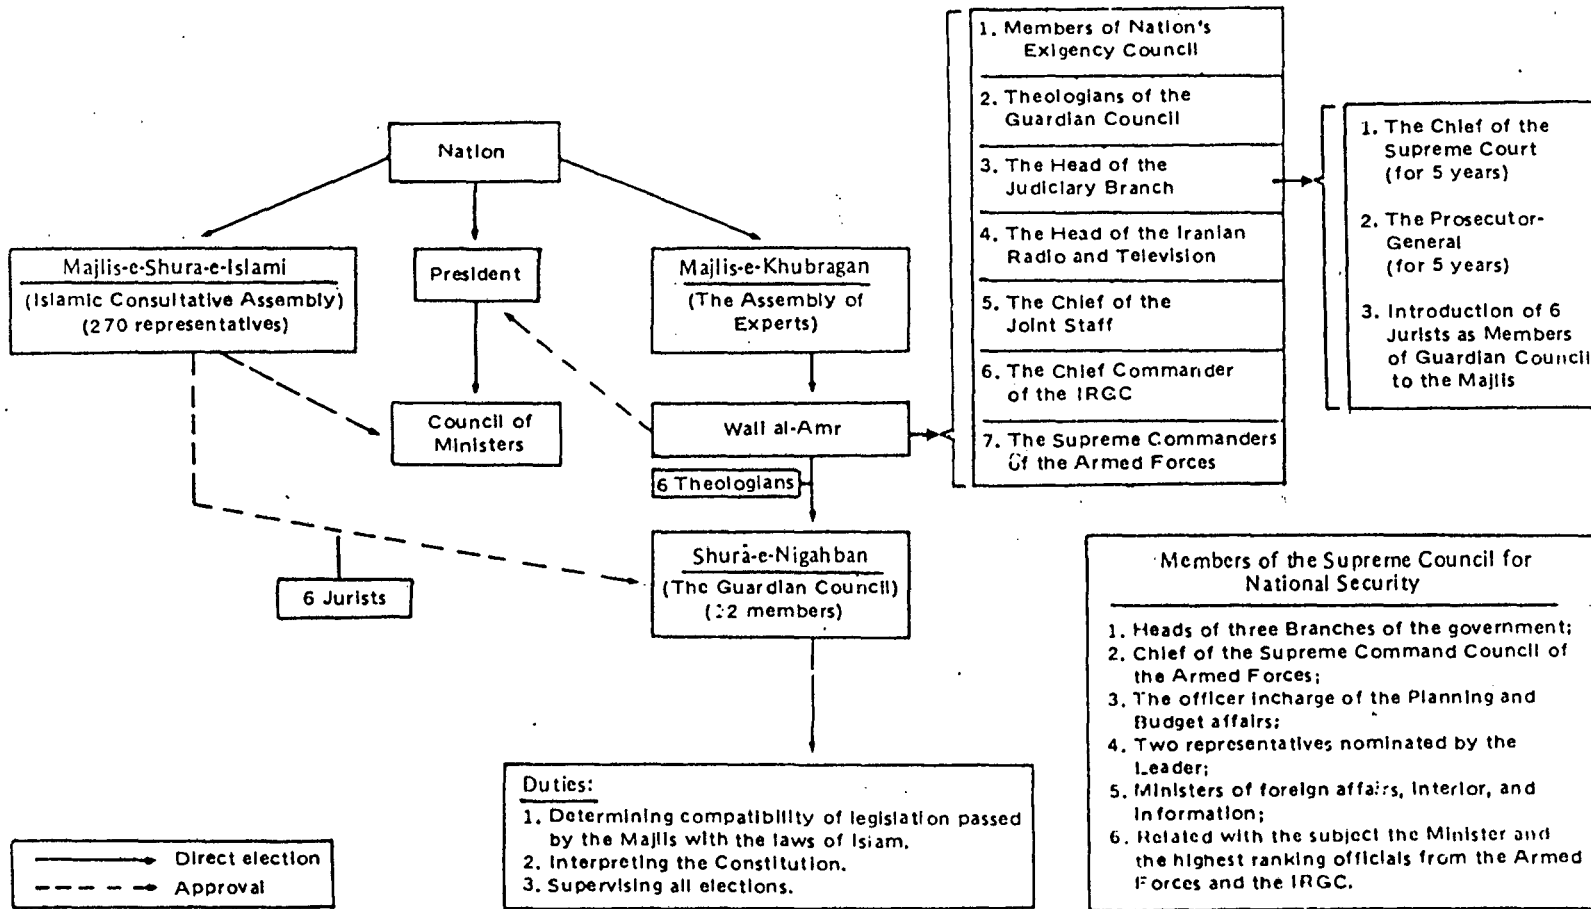 Nation
Majlis-e-Shura-e-Islami
(Islamic Consultative Assembly)
(270 representatives)
President
Majlis-e-Khubragan
(The Assembly of
Experts)
Council of
Ministers
Wali al-Amr
6 Theologians
6 Jurists
Shurā-e-Nigahban
(The Guardian Council)
(12 members)
1. Members of Nation's
Exigency Council
2. Theologians of the
Guardian Council
3. The Head of the
Judiciary Branch
4. The Head of the Iranian
Radio and Television
5. The Chief of the
Joint Staff
6. The Chief Commander
of the IRGC
7. The Supreme Commanders
of the Armed Forces
1. The Chief of the
Supreme Court
(for 5 years)
2. The Prosecutor-
General
(for 5 years)
3. Introduction of 6
Jurists as Members
of Guardian Council
to the Majlis
Duties:
1. Determining compatibility of legislation passed
by the Majlis with the laws of Islam.
2. Interpreting the Constitution.
3. Supervising all elections.
Members of the Supreme Council for
National Security
1. Heads of three Branches of the government;
2. Chief of the Supreme Command Council of
the Armed Forces;
3. The officer incharge of the Planning and
Budget affairs;
4. Two representatives nominated by the
Leader;
5. Ministers of foreign affairs, Interior, and
Information;
6. Related with the subject the Minister and
the highest ranking officials from the Armed
Forces and the IRGC.
Direct election
Approval